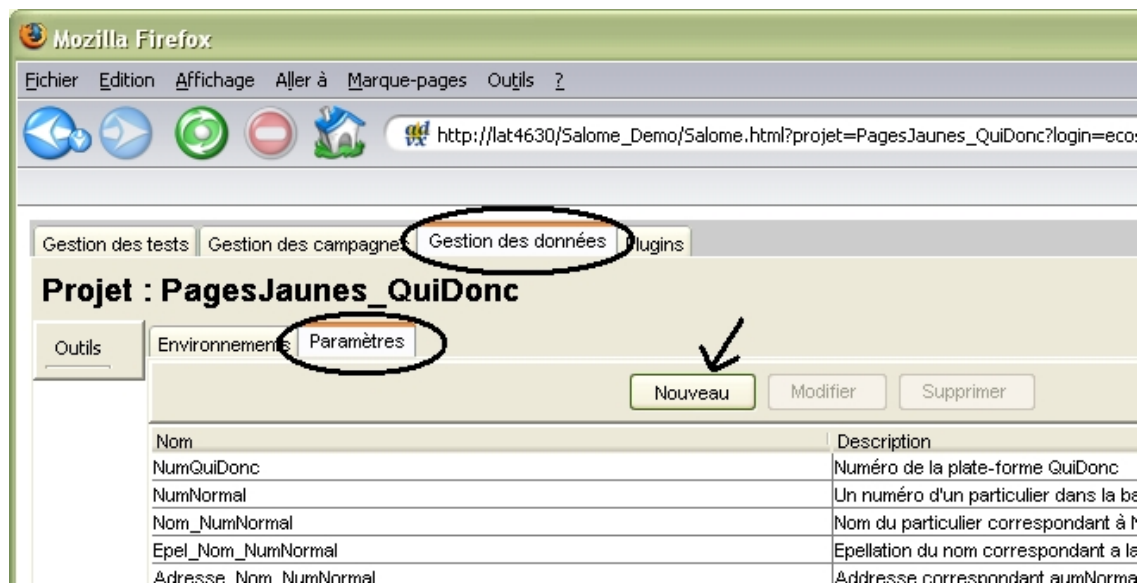 Mozilla Firefox
Fichier Edition Affichage Aller à Marque-pages Outils ?
http://lat4630/Salome_Demo/Salome.html?projet=PagesJaunes_QuiDonc?login=ecos
Gestion des tests Gestion des campagnes Gestion des données Plugins
Projet : PagesJaunes_QuiDonc
Outils Environnements Paramètres
Nouveau Modifier Supprimer
Nom Description
NumQuiDonc Numéro de la plate-forme QuiDonc
NumNormal Un numéro d'un particulier dans la ba
Nom_NumNormal Nom du particulier correspondant à N
Epel_Nom_NumNormal Epellation du nom correspondant a la
Adresse_Nom_NumNormal Addresse correspondant aumNorma